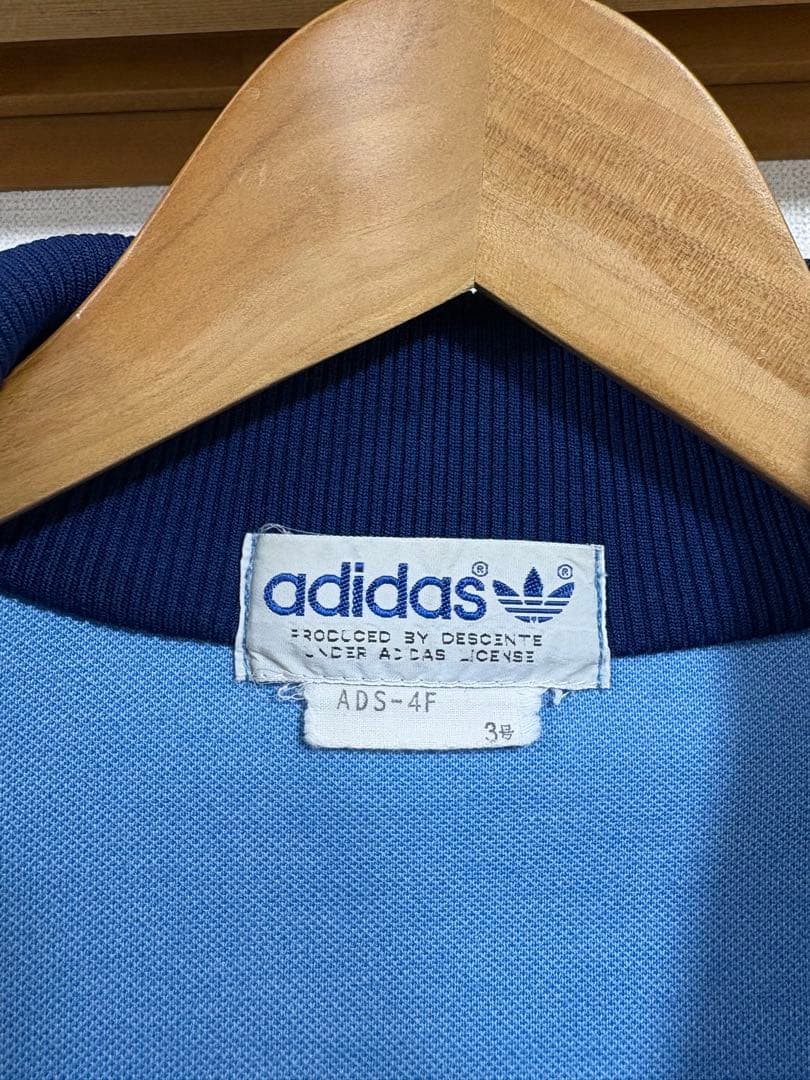 adidas®®
PRODUCED BY DESCENTE
UNDER ADIDAS LICENSE
ADS-4F
3号